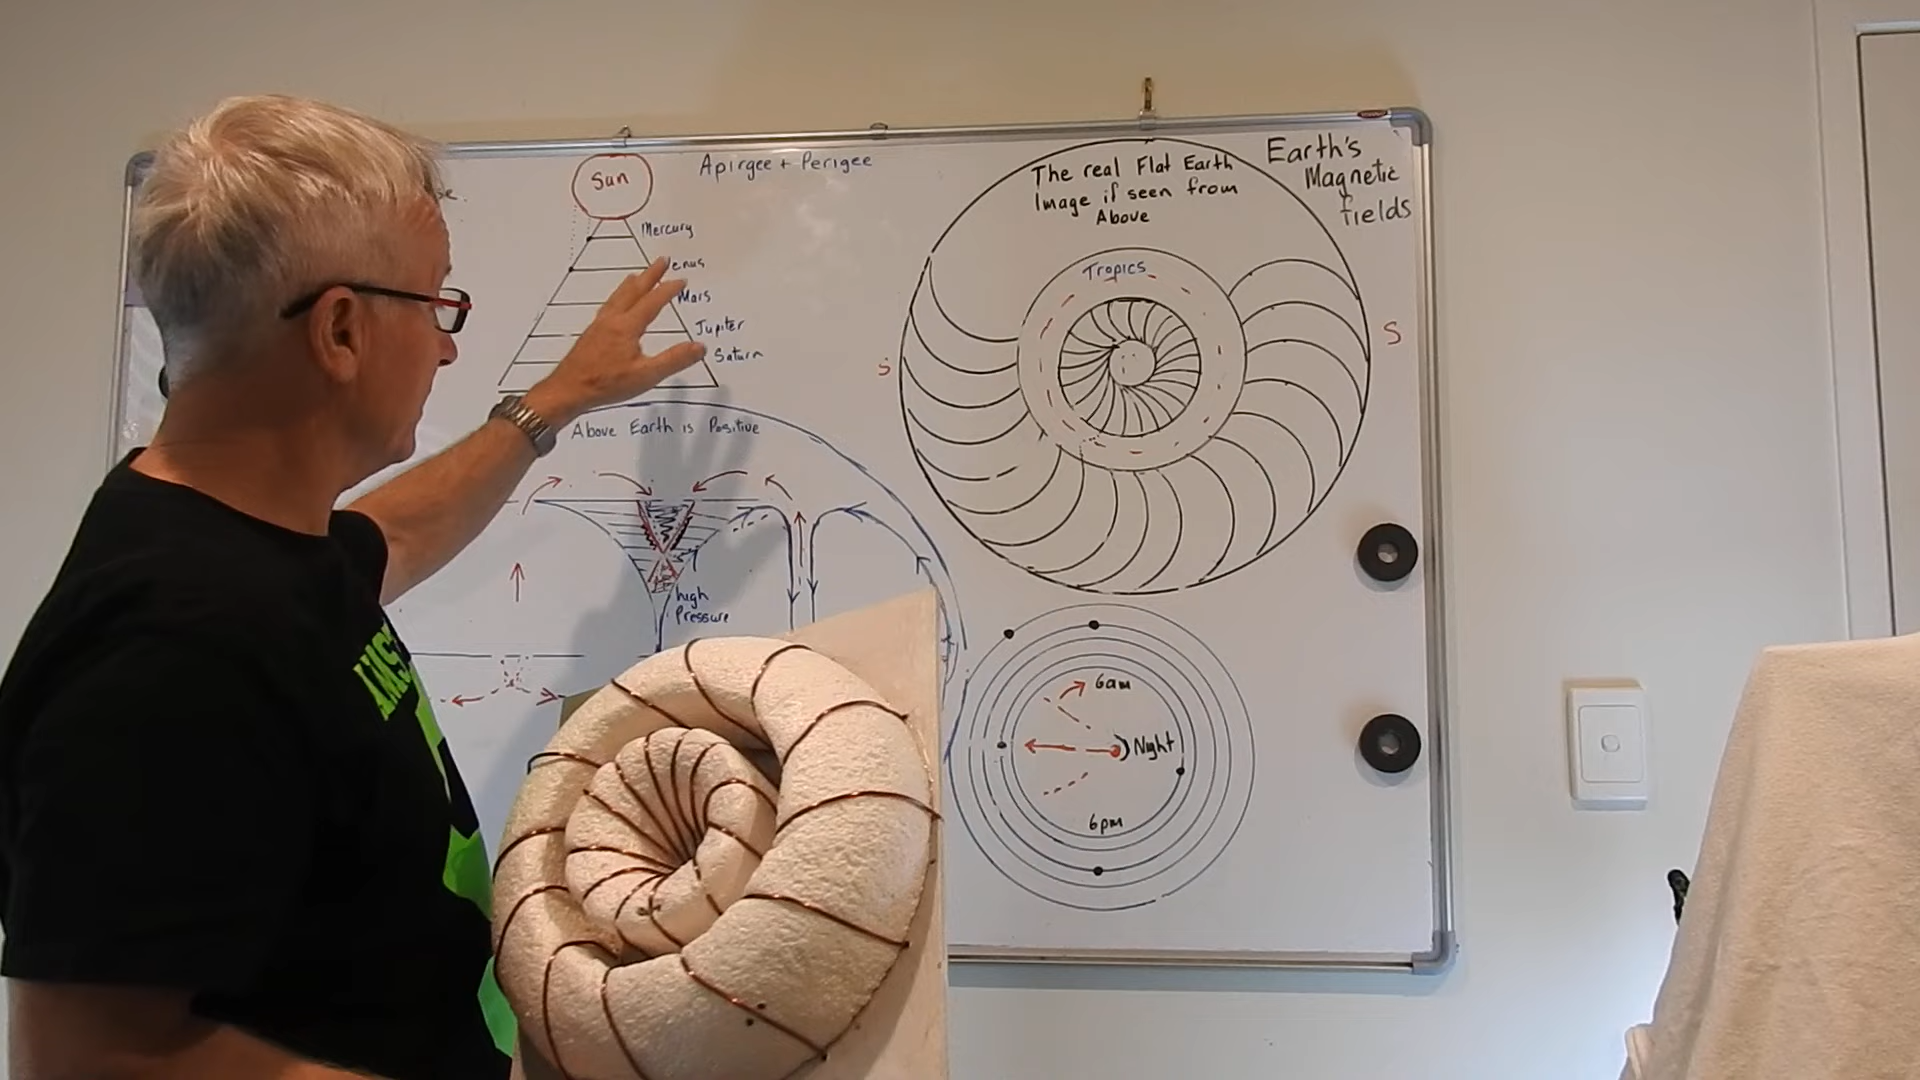 Sun
Apirgee + Perigee
Mercury
Venus
Mars
Jupiter
Saturn
Above Earth is Positive
high
Pressure
The real Flat Earth
Image if seen from
Above
Earth's
Magnetic
fields
Tropics
S
S
6am
Night
6pm